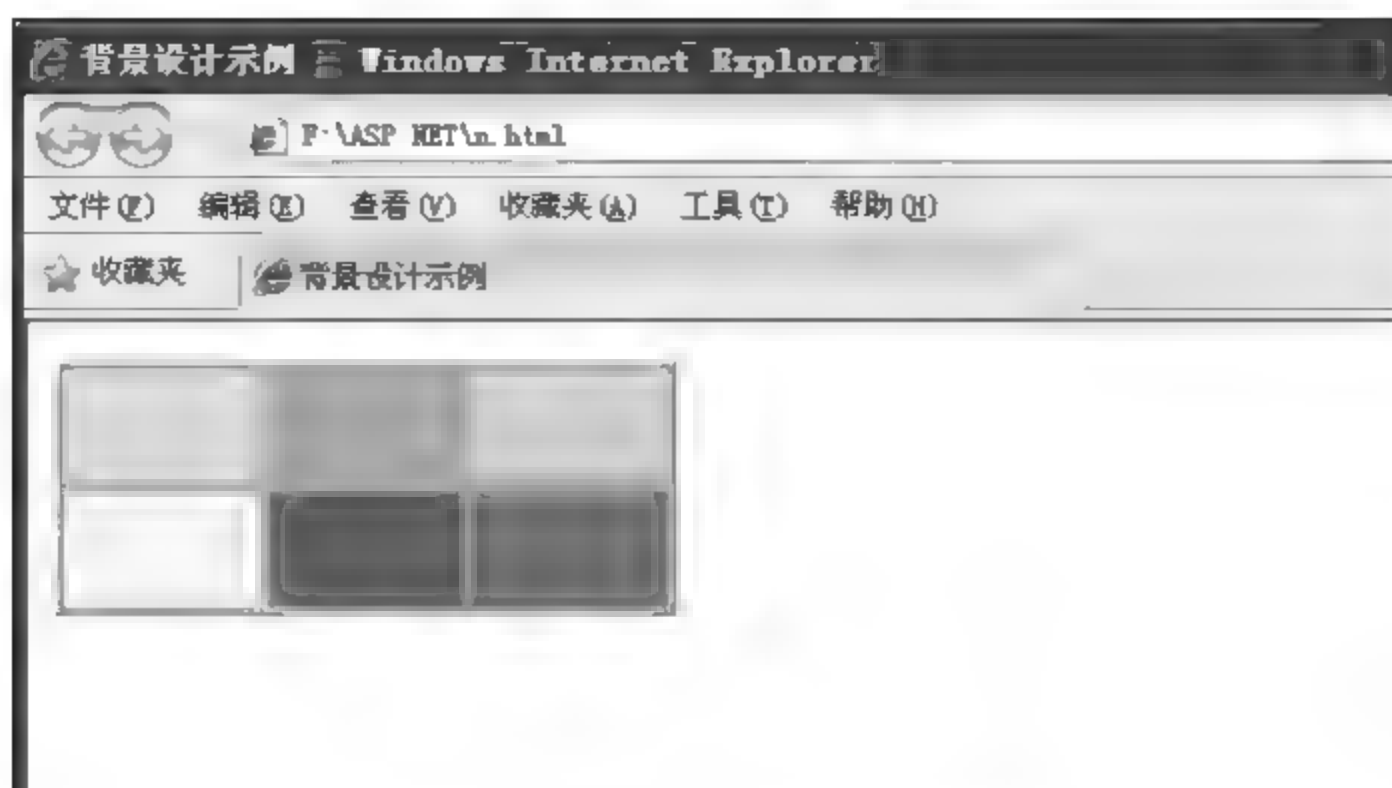 背景设计示例 - Windows Internet Explorer
F:\ASP NET\n.html
文件(F) 编辑(E) 查看(V) 收藏夹(A) 工具(T) 帮助(H)
收藏夹 背景设计示例